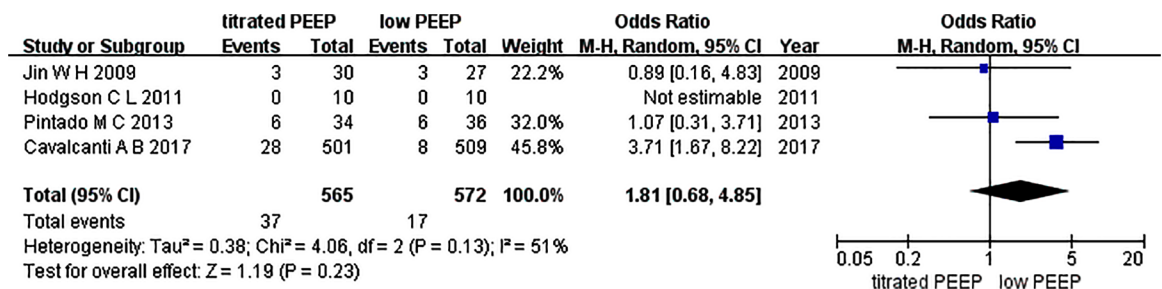 titrated PEEP low PEEP Odds Ratio Odds Ratio
Study or Subgroup Events Total Events Total Weight M-H, Random, 95% CI Year M-H, Random, 95% CI
Jin W H 2009 3 30 3 27 22.2% 0.89 [0.16, 4.83] 2009
Hodgson C L 2011 0 10 0 10 Not estimable 2011
Pintado M C 2013 6 34 6 36 32.0% 1.07 [0.31, 3.71] 2013
Cavalcanti A B 2017 28 501 8 509 45.8% 3.71 [1.67, 8.22] 2017
Total (95% CI) 565 572 100.0% 1.81 [0.68, 4.85]
Total events 37 17
Heterogeneity: Tau² = 0.38; Chi² = 4.06, df = 2 (P = 0.13); I² = 51%
Test for overall effect: Z = 1.19 (P = 0.23)
0.05 0.2 1 5 20
titrated PEEP low PEEP